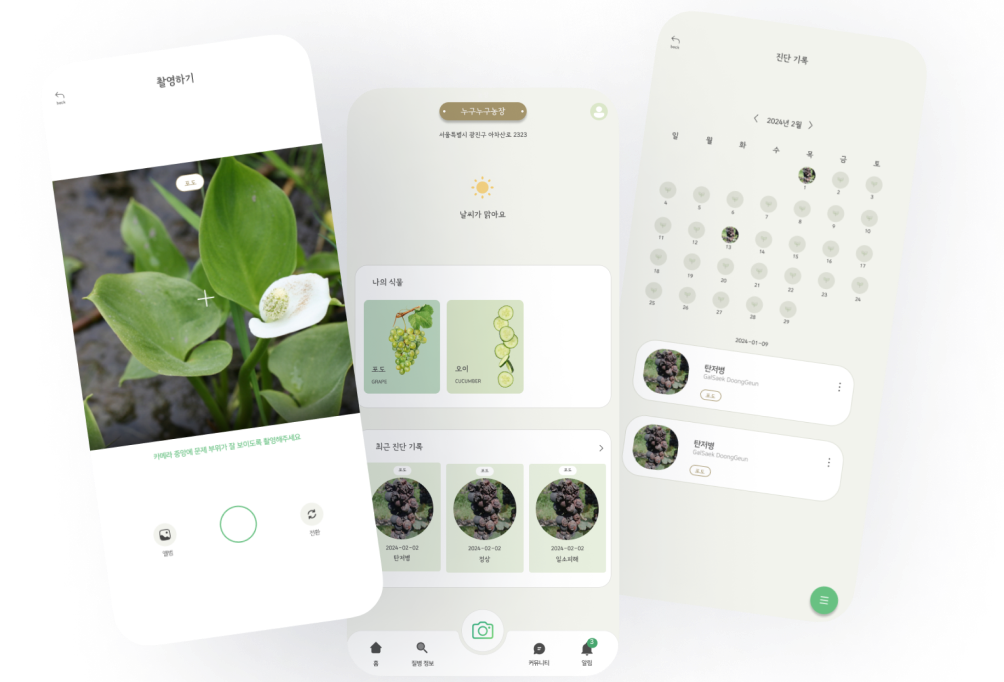 back
촬영하기
포도
카메라 중앙에 문제 부위가 잘 보이도록 촬영해주세요
앨범
전환
누구누구농장
서울특별시 광진구 아차산로 2323
날씨가 맑아요
나의 식물
포도
GRAPE
오이
CUCUMBER
최근 진단 기록
포도
2024-02-02
탄저병
포도
2024-02-02
정상
포도
2024-02-02
일소피해
홈
질병 정보
커뮤니티
3
알림
back
진단 기록
2024년 2월
일 월 화 수 목 금 토
1 2 3
4 5 6 7 8 9 10
11 12 13 14 15 16 17
18 19 20 21 22 23 24
25 26 27 28 29
2024-01-09
탄저병
GalSaek DoongGeun
포도
탄저병
GalSaek DoongGeun
포도